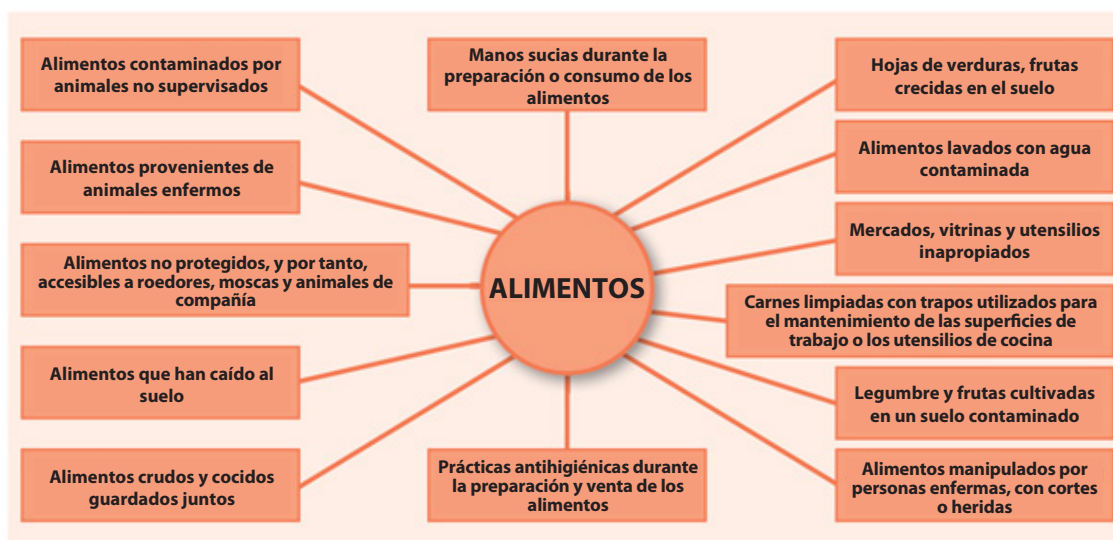 Alimentos contaminados por
animales no supervisados
Alimentos provenientes de
animales enfermos
Alimentos no protegidos, y por tanto,
accesibles a roedores, moscas y animales de
compañía
Alimentos que han caído al
suelo
Alimentos crudos y cocidos
guardados juntos
Manos sucias durante la
preparación o consumo de los
alimentos
ALIMENTOS
Prácticas antihigiénicas durante
la preparación y venta de los
alimentos
Hojas de verduras, frutas
crecidas en el suelo
Alimentos lavados con agua
contaminada
Mercados, vitrinas y utensilios
inapropiados
Carnes limpiadas con trapos utilizados para
el mantenimiento de las superficies de
trabajo o los utensilios de cocina
Legumbre y frutas cultivadas
en un suelo contaminado
Alimentos manipulados por
personas enfermas, con cortes
o heridas